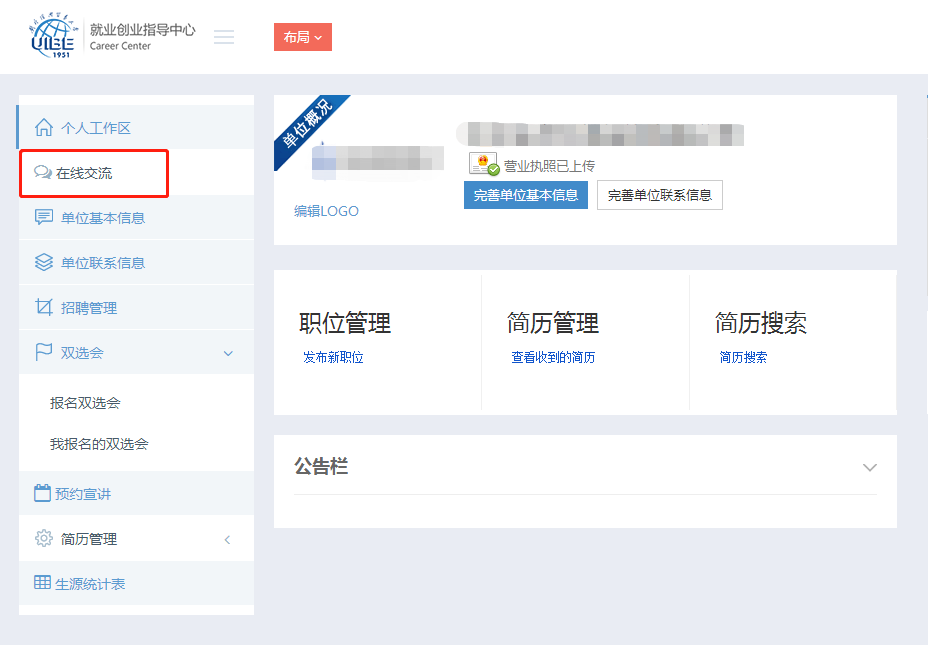 UIBE
1951
就业创业指导中心
Career Center
布局
个人工作区
在线交流
单位基本信息
单位联系信息
招聘管理
双选会
报名双选会
我报名的双选会
预约宣讲
简历管理
生源统计表
单位概况
编辑LOGO
营业执照已上传
完善单位基本信息
完善单位联系信息
职位管理
发布新职位
简历管理
查看收到的简历
简历搜索
简历搜索
公告栏